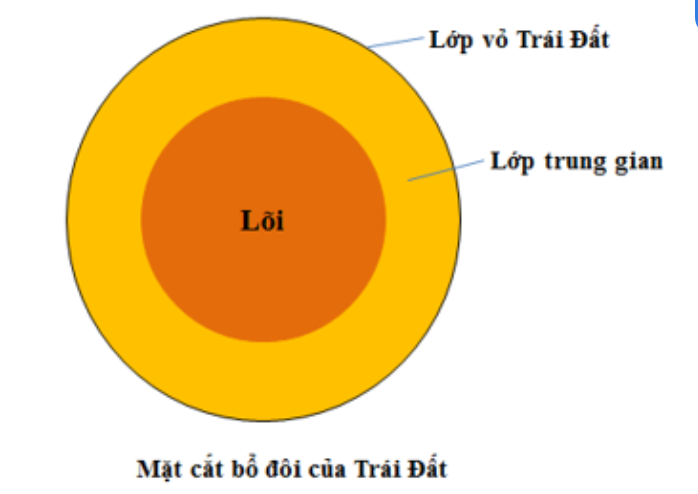 Lớp vỏ Trái Đất
Lớp trung gian
Lõi
Mặt cắt bổ đôi của Trái Đất